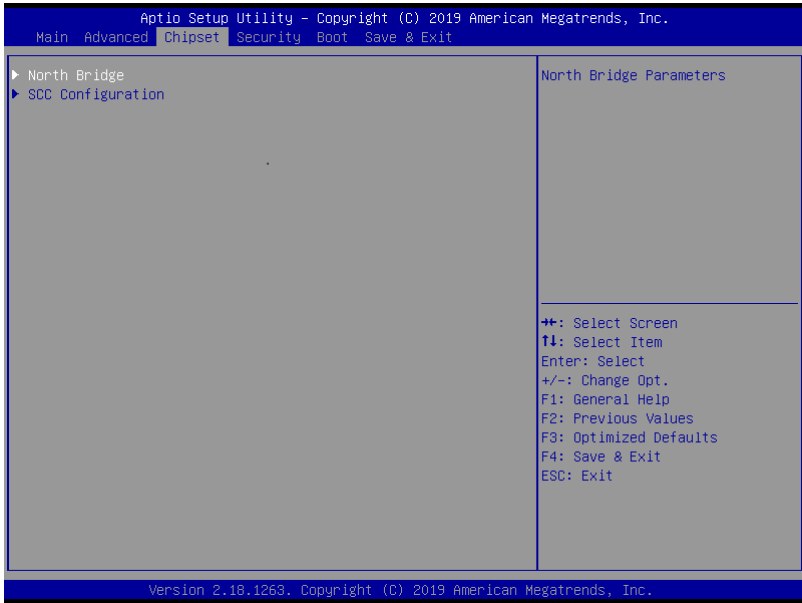 Aptio Setup Utility – Copyright (C) 2019 American Megatrends, Inc.
Main Advanced Chipset Security Boot Save & Exit
▶ North Bridge
▶ SCC Configuration
North Bridge Parameters
→←: Select Screen
↑↓: Select Item
Enter: Select
+/-: Change Opt.
F1: General Help
F2: Previous Values
F3: Optimized Defaults
F4: Save & Exit
ESC: Exit
Version 2.18.1263. Copyright (C) 2019 American Megatrends, Inc.